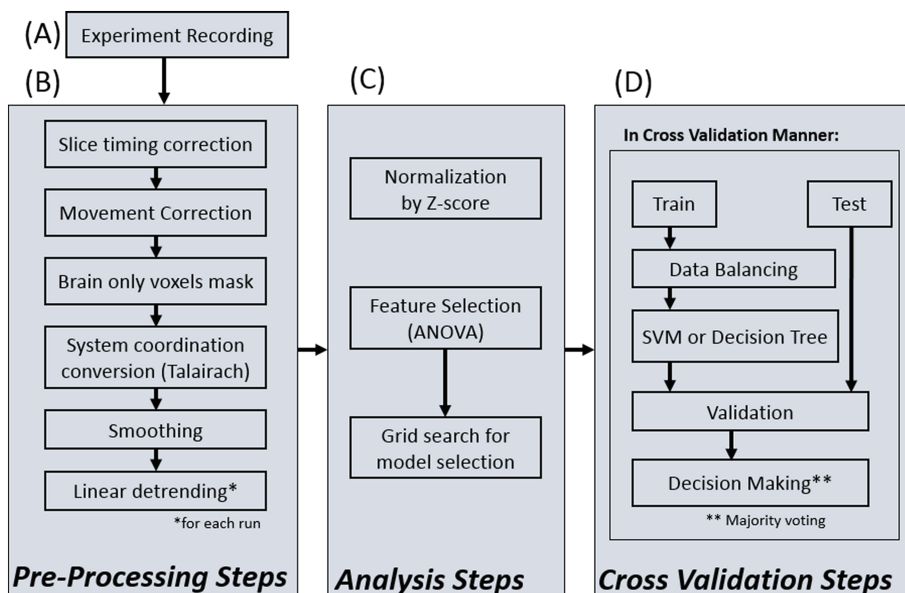 (A)
Experiment Recording
(B)
Slice timing correction
Movement Correction
Brain only voxels mask
System coordination
conversion (Talairach)
Smoothing
Linear detrending*
*for each run
Pre-Processing Steps
(C)
Normalization
by Z-score
Feature Selection
(ANOVA)
Grid search for
model selection
Analysis Steps
(D)
In Cross Validation Manner:
Train
Test
Data Balancing
SVM or Decision Tree
Validation
Decision Making**
** Majority voting
Cross Validation Steps